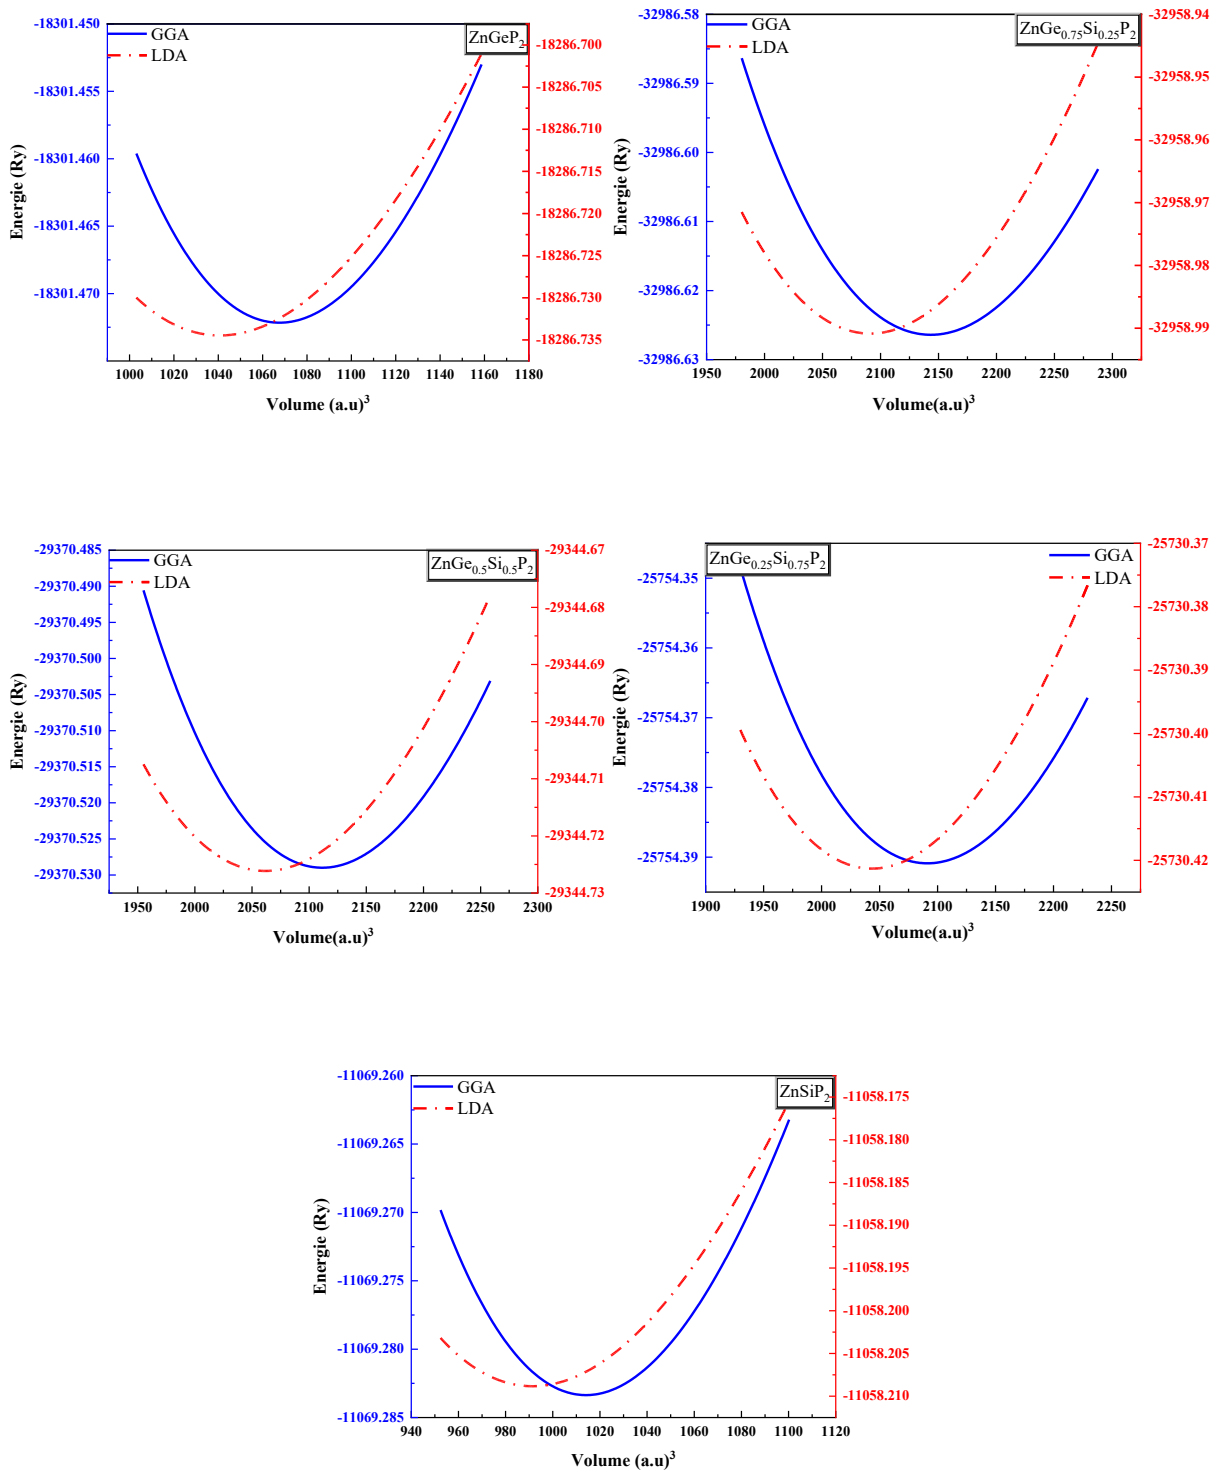 -18301.450
-18301.455
-18301.460
-18301.465
-18301.470
Energie (Ry)
GGA
LDA
ZnGeP2
-18286.700
-18286.705
-18286.710
-18286.715
-18286.720
-18286.725
-18286.730
-18286.735
1000 1020 1040 1060 1080 1100 1120 1140 1160 1180
Volume (a.u)3
-32986.58
-32986.59
-32986.60
-32986.61
-32986.62
-32986.63
Energie (Ry)
GGA
LDA
ZnGe0.75Si0.25P2
-32958.94
-32958.95
-32958.96
-32958.97
-32958.98
-32958.99
1950 2000 2050 2100 2150 2200 2250 2300
Volume(a.u)3
-29370.485
-29370.490
-29370.495
-29370.500
-29370.505
-29370.510
-29370.515
-29370.520
-29370.525
-29370.530
Energie (Ry)
GGA
LDA
ZnGe0.5Si0.5P2
-29344.67
-29344.68
-29344.69
-29344.70
-29344.71
-29344.72
-29344.73
1950 2000 2050 2100 2150 2200 2250 2300
Volume(a.u)3
-25754.35
-25754.36
-25754.37
-25754.38
-25754.39
Energie (Ry)
ZnGe0.25Si0.75P2
GGA
LDA
-25730.37
-25730.38
-25730.39
-25730.40
-25730.41
-25730.42
1900 1950 2000 2050 2100 2150 2200 2250
Volume(a.u)3
-11069.260
-11069.265
-11069.270
-11069.275
-11069.280
-11069.285
Energie (Ry)
GGA
LDA
ZnSiP2
-11058.175
-11058.180
-11058.185
-11058.190
-11058.195
-11058.200
-11058.205
-11058.210
940 960 980 1000 1020 1040 1060 1080 1100 1120
Volume (a.u)3